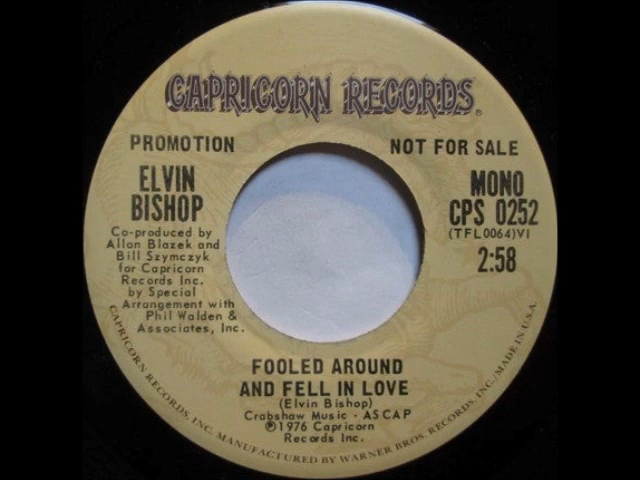 CAPRICORN RECORDS®
PROMOTION
NOT FOR SALE
ELVIN
BISHOP
Co-produced by
Allan Blazek and
Bill Szymczyk
for Capricorn
Records Inc.
by Special
Arrangement with
Phil Walden &
Associates, Inc.
MONO
CPS 0252
(TFL0064)V1
2:58
FOOLED AROUND
AND FELL IN LOVE
(Elvin Bishop)
Crabshaw Music - ASCAP
℗1976 Capricorn
Records Inc.
CAPRICORN RECORDS, INC. MANUFACTURED BY WARNER BROS. RECORDS, INC./MADE IN U.S.A.